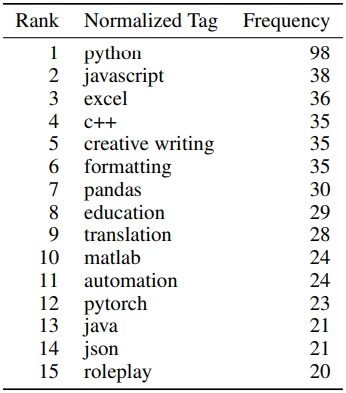 Rank Normalized Tag Frequency
1 python 98
2 javascript 38
3 excel 36
4 c++ 35
5 creative writing 35
6 formatting 35
7 pandas 30
8 education 29
9 translation 28
10 matlab 24
11 automation 24
12 pytorch 23
13 java 21
14 json 21
15 roleplay 20